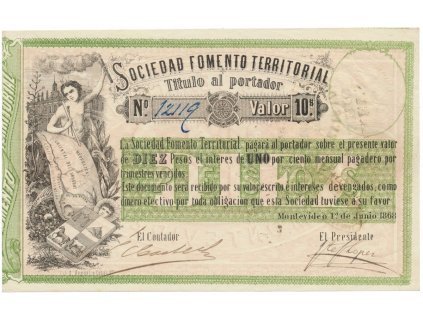 SOCIEDAD FOMENTO TERRITORIAL
Título al portador
Nº 12119 Valor 10$
La Sociedad Fomento Territorial, pagará al portador sobre el presente valor
de DIEZ Pesos el interes de UNO por ciento mensual pagadero por
trimestres vencidos.
Este documento será recibido por su valor escrito é intereses devengados, como
dinero efectivo por toda obligacion que esta Sociedad tuviese a su favor.
Montevideo 1º de Junio 1868
El Contador El Presidente